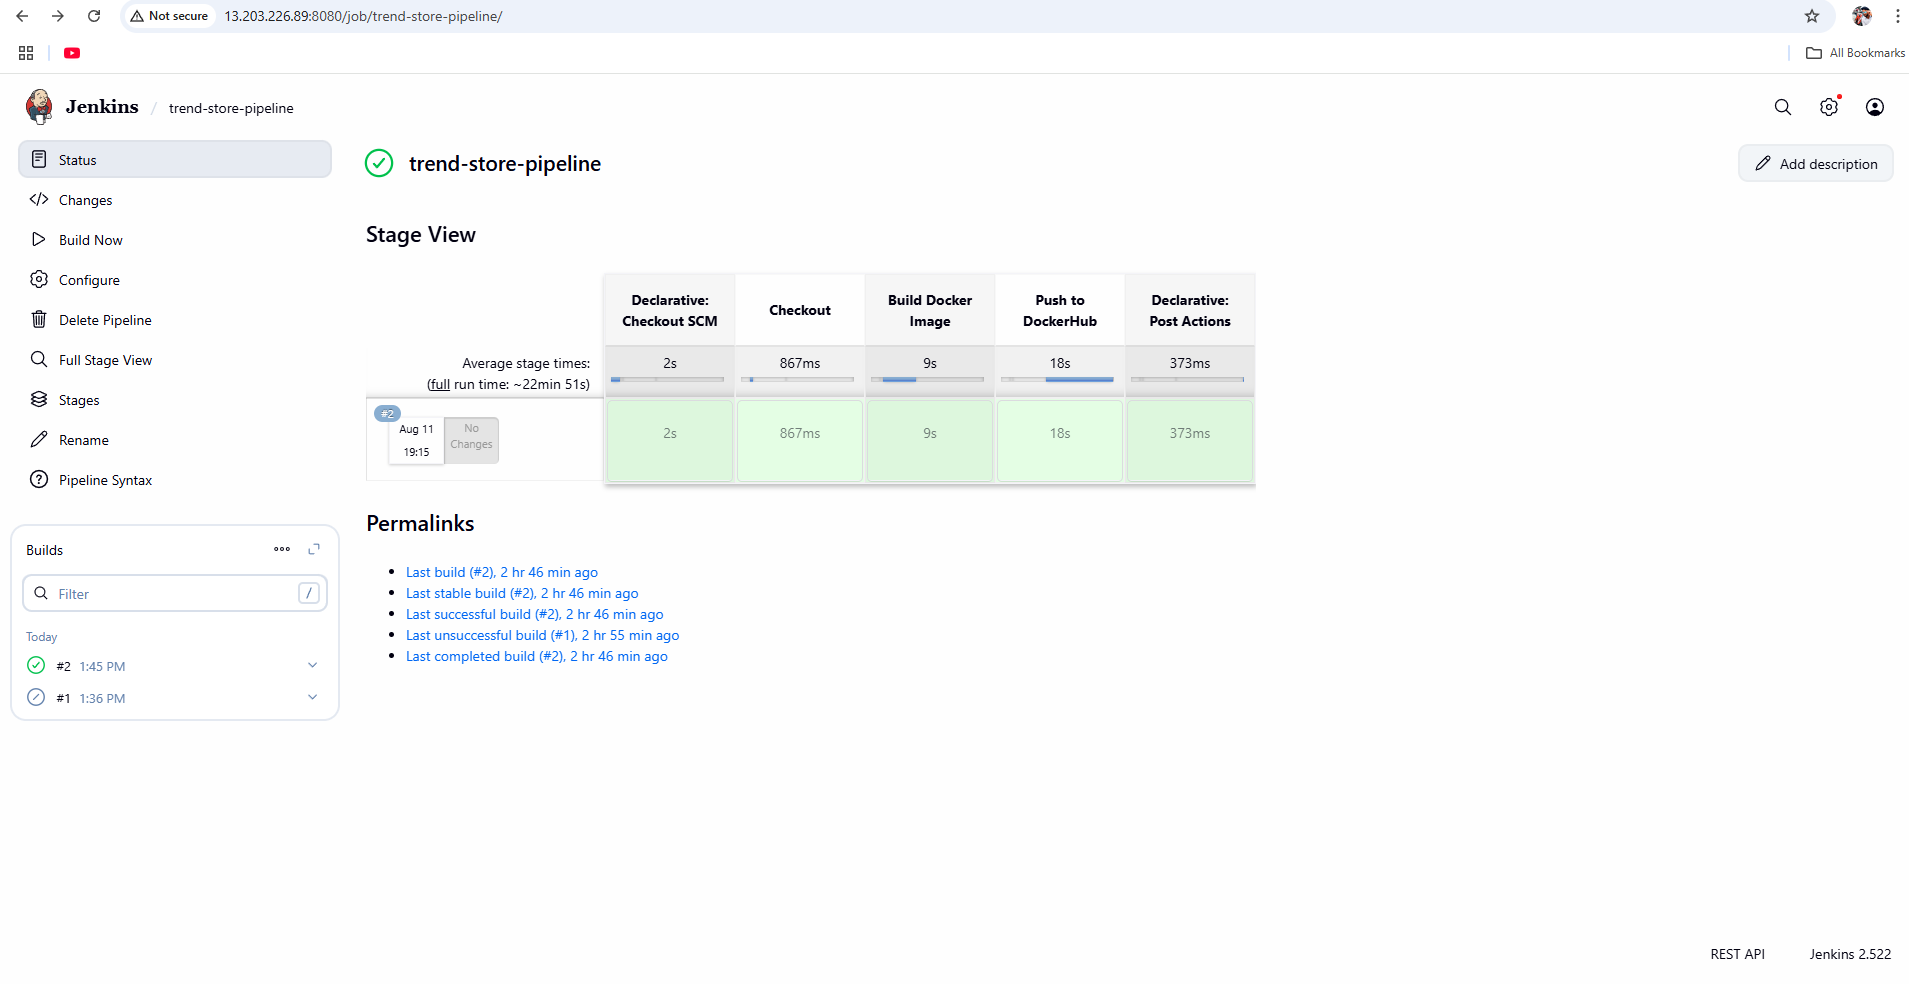 Not secure
13.203.226.89:8080/job/trend-store-pipeline/
All Bookmarks
Jenkins / trend-store-pipeline
Status
Changes
Build Now
Configure
Delete Pipeline
Full Stage View
Stages
Rename
Pipeline Syntax
Builds
Filter
/
Today
#2 1:45 PM
#1 1:36 PM
trend-store-pipeline
Add description
Stage View
Declarative: Checkout SCM
Checkout
Build Docker Image
Push to DockerHub
Declarative: Post Actions
Average stage times:
(full run time: ~22min 51s)
2s
867ms
9s
18s
373ms
#2
Aug 11
19:15
No Changes
2s
867ms
9s
18s
373ms
Permalinks
Last build (#2), 2 hr 46 min ago
Last stable build (#2), 2 hr 46 min ago
Last successful build (#2), 2 hr 46 min ago
Last unsuccessful build (#1), 2 hr 55 min ago
Last completed build (#2), 2 hr 46 min ago
REST API
Jenkins 2.522